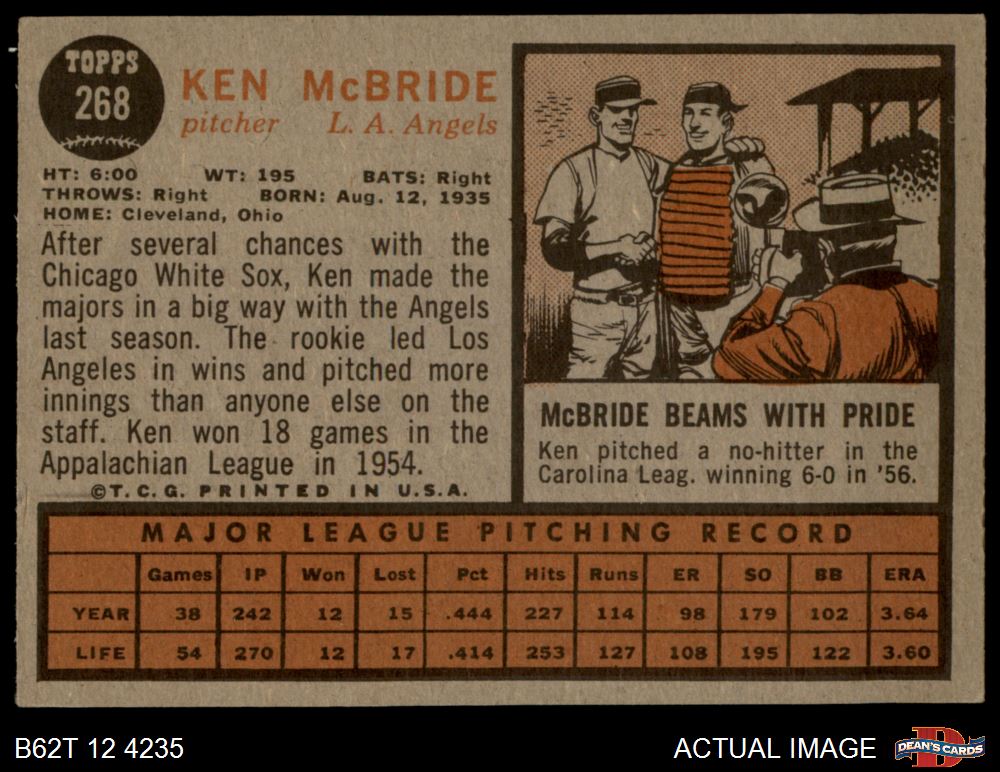 TOPPS
268
KEN McBRIDE
pitcher L. A. Angels
HT: 6:00 WT: 195 BATS: Right
THROWS: Right BORN: Aug. 12, 1935
HOME: Cleveland, Ohio
After several chances with the
Chicago White Sox, Ken made the
majors in a big way with the Angels
last season. The rookie led Los
Angeles in wins and pitched more
innings than anyone else on the
staff. Ken won 18 games in the
Appalachian League in 1954.
©T.C.G. PRINTED IN U.S.A.
McBRIDE BEAMS WITH PRIDE
Ken pitched a no-hitter in the
Carolina Leag. winning 6-0 in '56.
MAJOR LEAGUE PITCHING RECORD
Games IP Won Lost Pct Hits Runs ER SO BB ERA
YEAR 38 242 12 15 .444 227 114 98 179 102 3.64
LIFE 54 270 12 17 .414 253 127 108 195 122 3.60
B62T 12 4235
ACTUAL IMAGE
D
DEAN'S CARDS